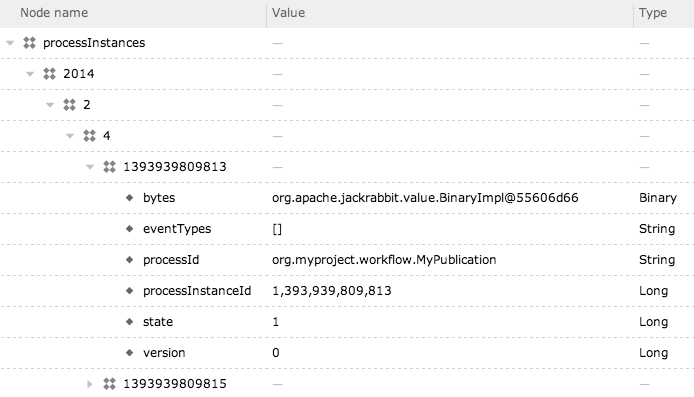 Node name Value Type
processInstances — —
2014 — —
2 — —
4 — —
1393939809813 — —
bytes org.apache.jackrabbit.value.BinaryImpl@55606d66 Binary
eventTypes [] String
processId org.myproject.workflow.MyPublication String
processInstanceId 1,393,939,809,813 Long
state 1 Long
version 0 Long
1393939809815 — —